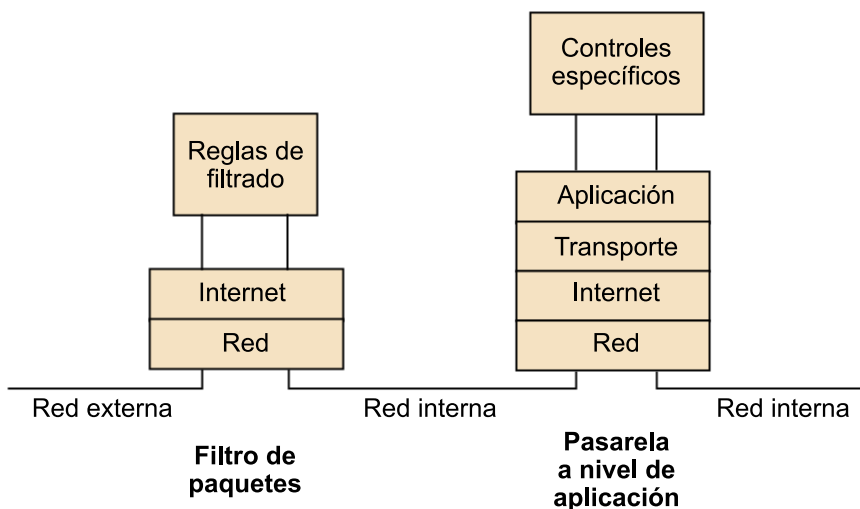 Reglas de
filtrado
Internet
Red
Controles
específicos
Aplicación
Transporte
Internet
Red
Red externa
Red interna
Red interna
Filtro de
paquetes
Pasarela
a nivel de
aplicación